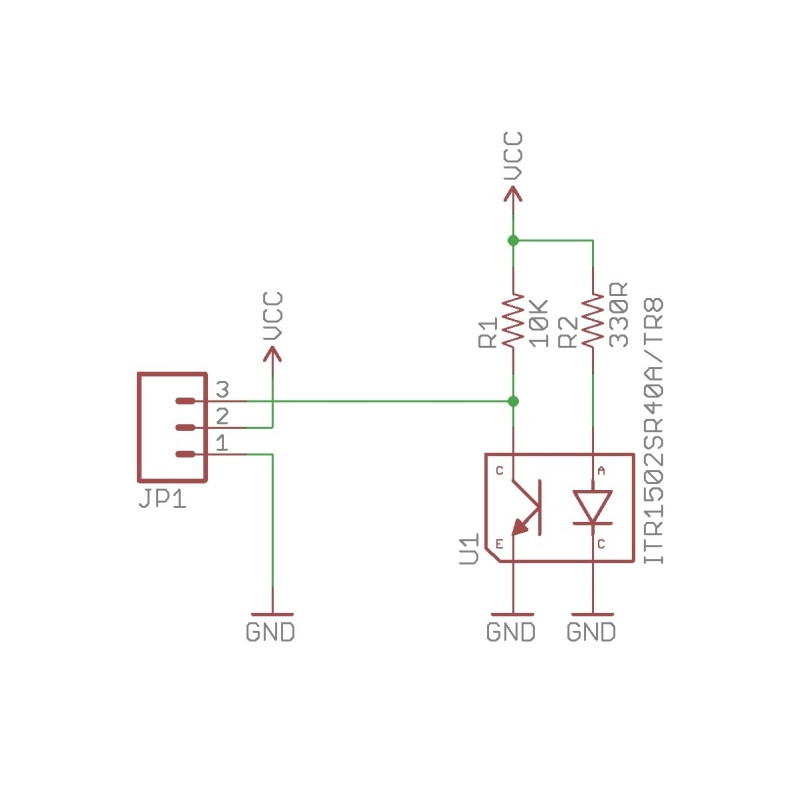 VCC
VCC
R1
10K
R2
330R
ITR1502SR40A/TR8
3
2
1
JP1
C
A
E
C
U1
GND
GND
GND